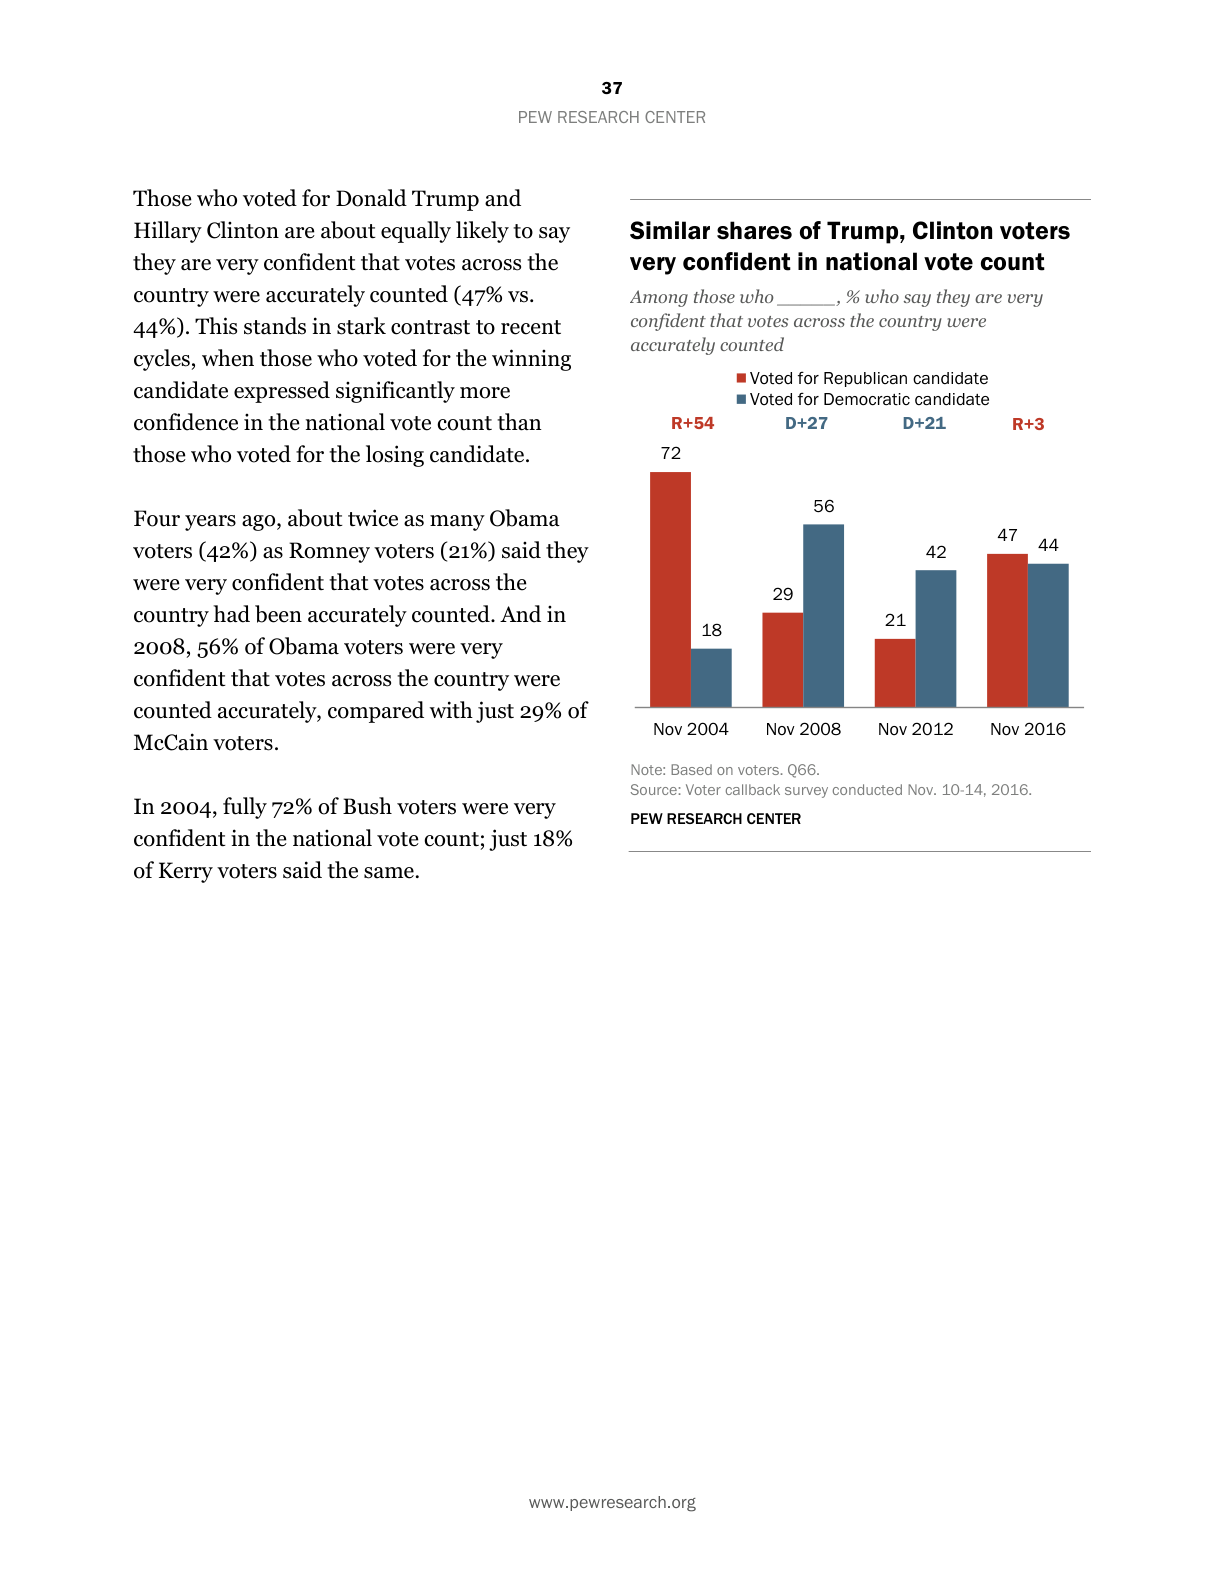 37
PEW RESEARCH CENTER
Those who voted for Donald Trump and
Hillary Clinton are about equally likely to say
they are very confident that votes across the
country were accurately counted (47% vs.
44%). This stands in stark contrast to recent
cycles, when those who voted for the winning
candidate expressed significantly more
confidence in the national vote count than
those who voted for the losing candidate.
Four years ago, about twice as many Obama
voters (42%) as Romney voters (21%) said they
were very confident that votes across the
country had been accurately counted. And in
2008, 56% of Obama voters were very
confident that votes across the country were
counted accurately, compared with just 29% of
McCain voters.
In 2004, fully 72% of Bush voters were very
confident in the national vote count; just 18%
of Kerry voters said the same.
Similar shares of Trump, Clinton voters
very confident in national vote count
Among those who _____, % who say they are very
confident that votes across the country were
accurately counted
Voted for Republican candidate
Voted for Democratic candidate
R+54 D+27 D+21 R+3
72 18 29 56 21 42 47 44
Nov 2004 Nov 2008 Nov 2012 Nov 2016
Note: Based on voters. Q66.
Source: Voter callback survey conducted Nov. 10-14, 2016.
PEW RESEARCH CENTER
www.pewresearch.org